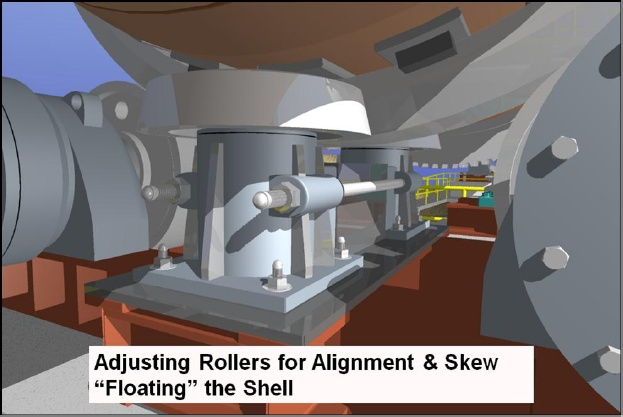 Adjusting Rollers for Alignment & Skew
“Floating” the Shell